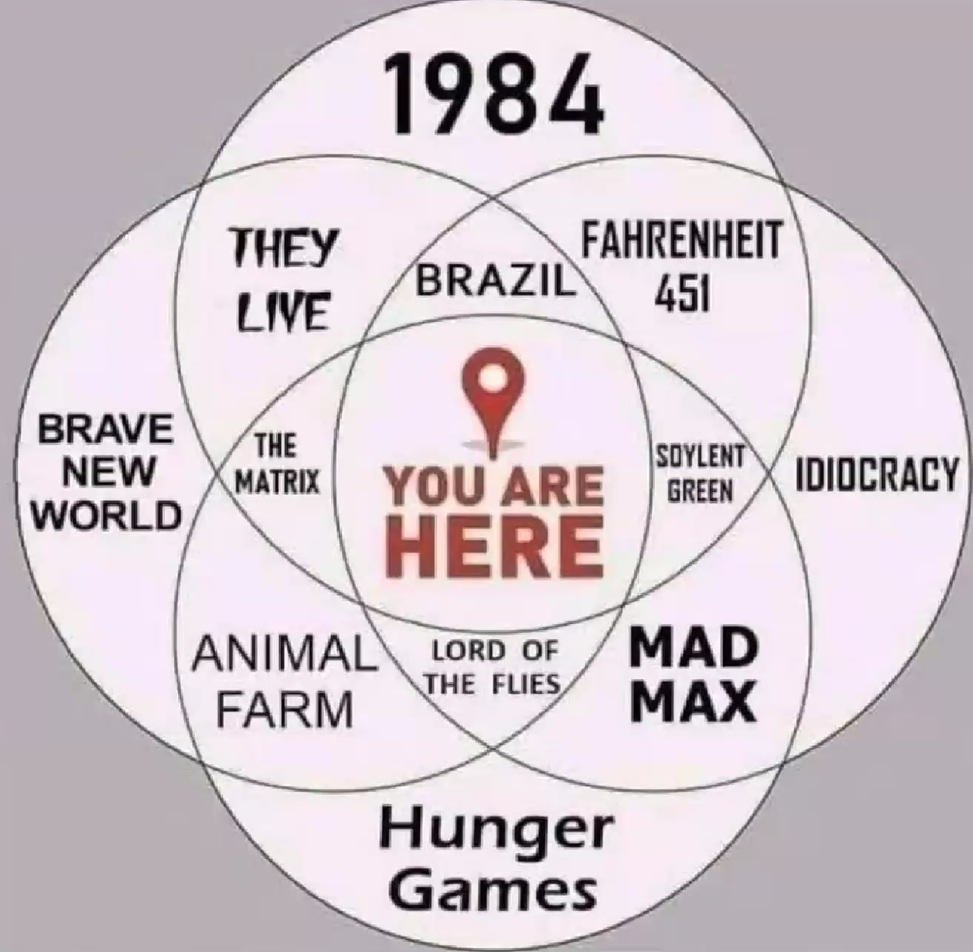 1984
THEY
LIVE
BRAZIL
FAHRENHEIT
451
BRAVE
NEW
WORLD
THE
MATRIX
YOU ARE
HERE
SOYLENT
GREEN
IDIOCRACY
ANIMAL
FARM
LORD OF
THE FLIES
MAD
MAX
Hunger
Games